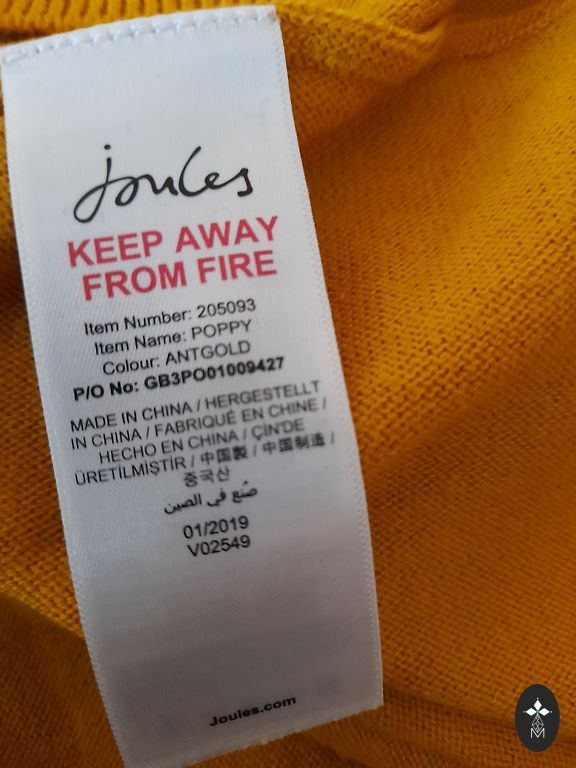 Joules
KEEP AWAY
FROM FIRE
Item Number: 205093
Item Name: POPPY
Colour: ANTGOLD
P/O No: GB3PO01009427
MADE IN CHINA / HERGESTELLT
IN CHINA / FABRIQUÉ EN CHINE /
HECHO EN CHINA / ÇİN'DE
ÜRETİLMİŞTİR / 中国製 / 中国制造 /
중국산
صُنع في الصين
01/2019
V02549
Joules.com
M